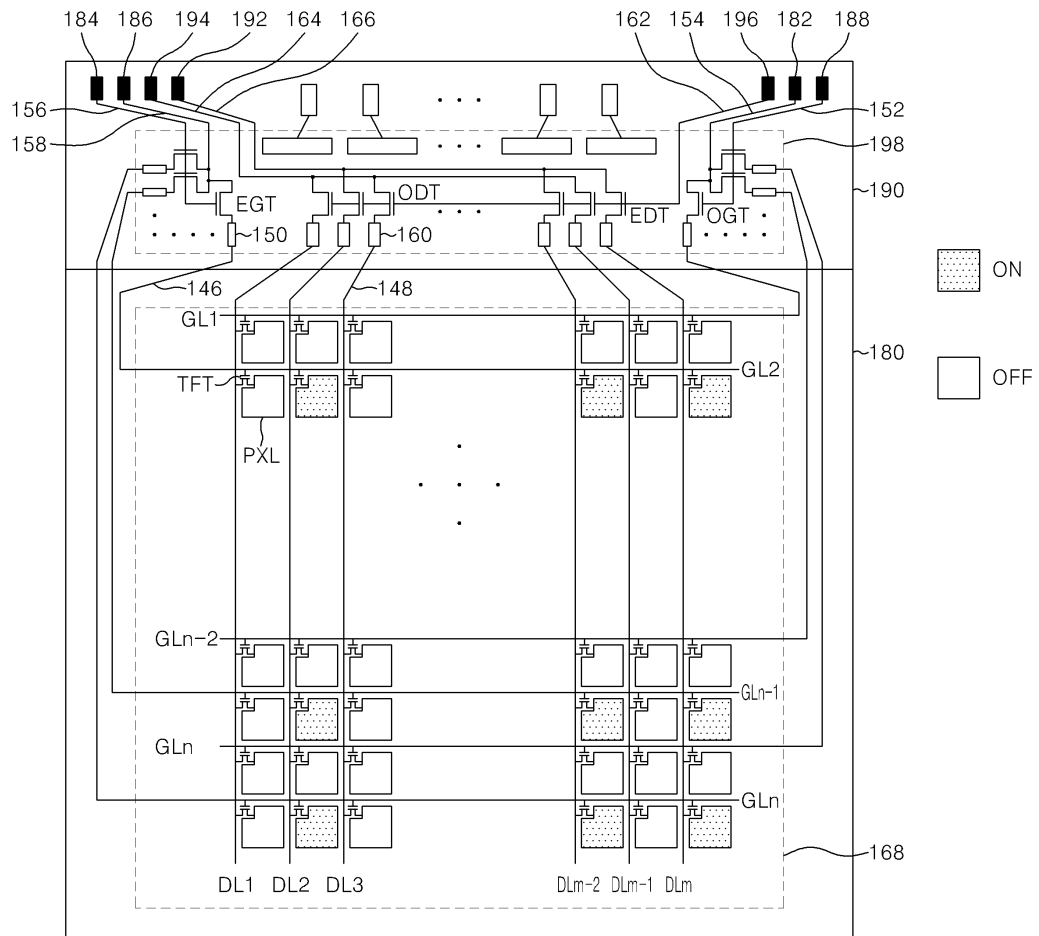 184 186 194 192 164 166 162 154 196 182 188
156 152
158 198
190
ODT
EGT EDT OGT
150 160
ON
146 148
GL1
180
GL2
TFT OFF
PXL
GLn-2
GLn-1
GLn
GLn
168
DL1 DL2 DL3 DLm-2 DLm-1 DLm